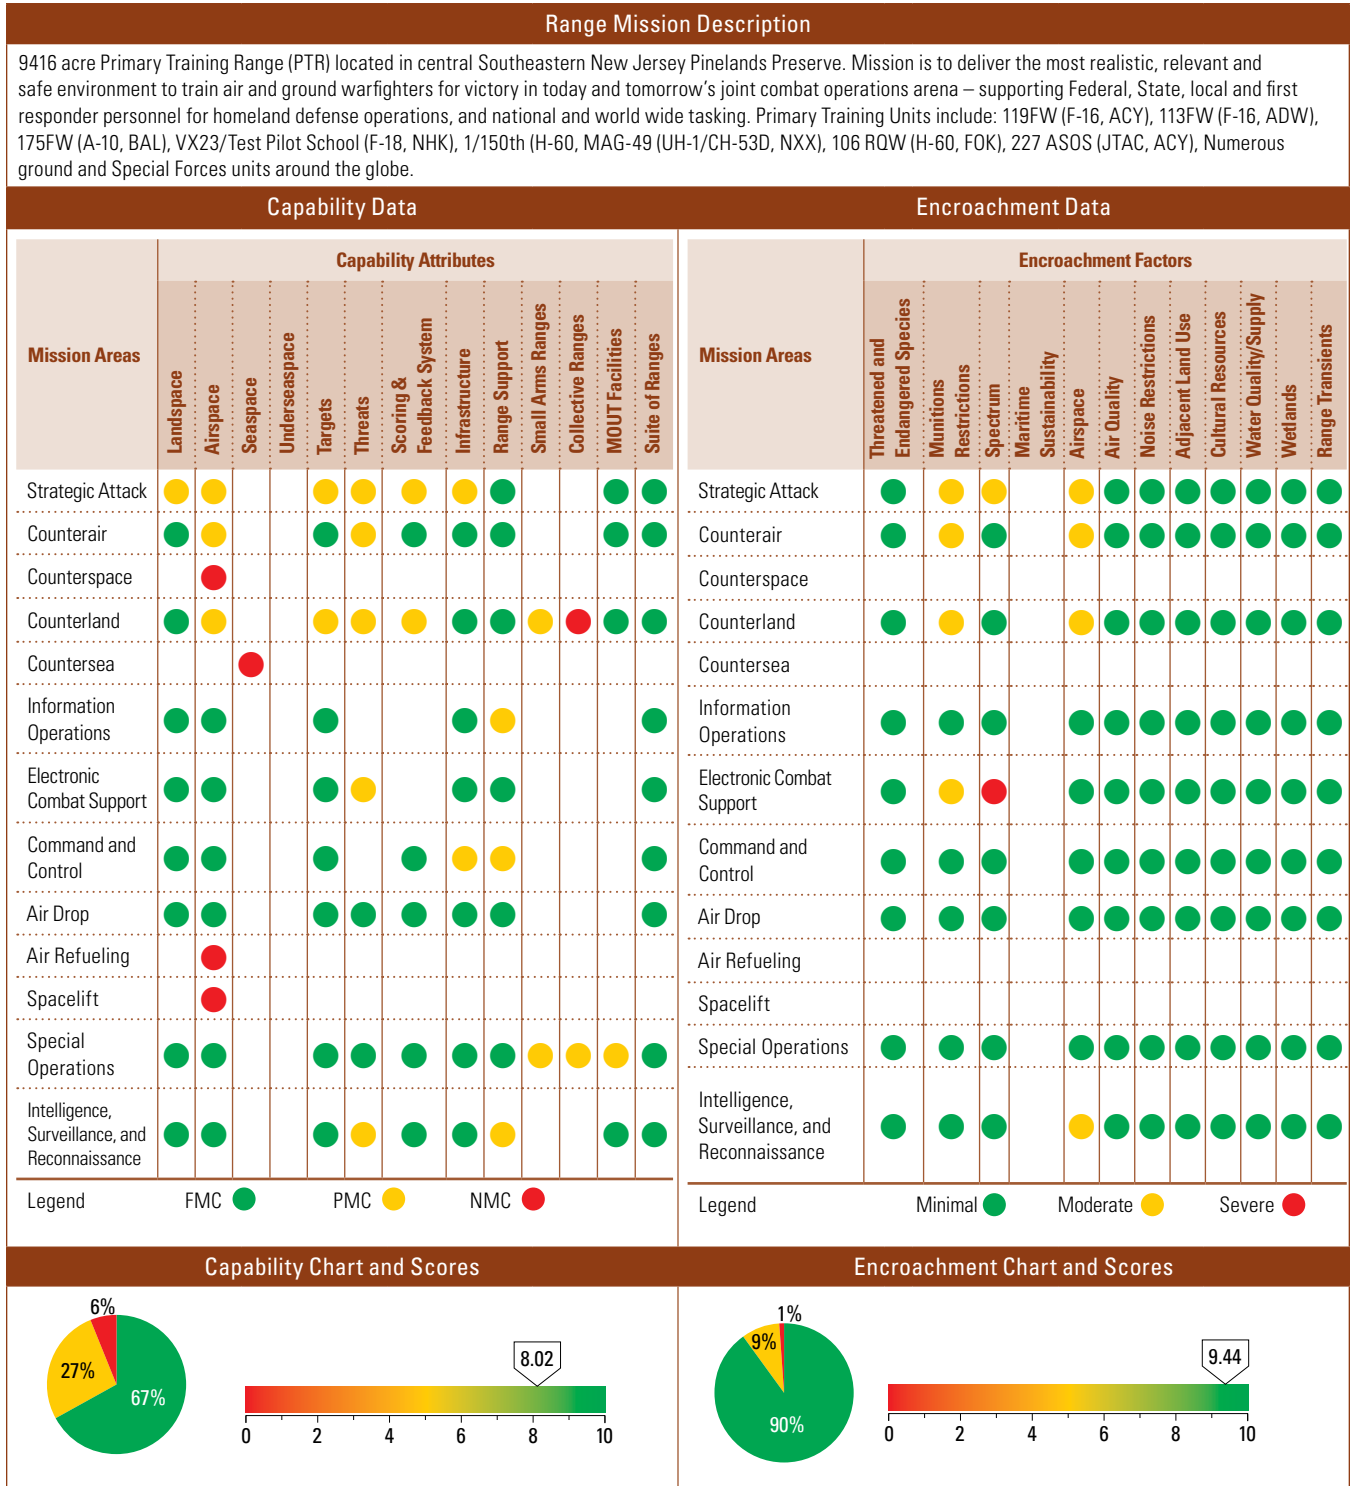 Range Mission Description
9416 acre Primary Training Range (PTR) located in central Southeastern New Jersey Pinelands Preserve. Mission is to deliver the most realistic, relevant and
safe environment to train air and ground warfighters for victory in today and tomorrow's joint combat operations arena – supporting Federal, State, local and first
responder personnel for homeland defense operations, and national and world wide tasking. Primary Training Units include: 119FW (F-16, ACY), 113FW (F-16, ADW),
175FW (A-10, BAL), VX23/Test Pilot School (F-18, NHK), 1/150th (H-60, MAG-49 (UH-1/CH-53D, NXX), 106 RQW (H-60, FOK), 227 ASOS (JTAC, ACY), Numerous
ground and Special Forces units around the globe.
Capability Data
Mission Areas
Capability Attributes
Landspace
Airspace
Seaspace
Underseaspace
Targets
Threats
Scoring &
Feedback System
Infrastructure
Range Support
Small Arms Ranges
Collective Ranges
MOUT Facilities
Suite of Ranges
Strategic Attack
Counterair
Counterspace
Counterland
Countersea
Information
Operations
Electronic
Combat Support
Command and
Control
Air Drop
Air Refueling
Spacelift
Special
Operations
Intelligence,
Surveillance, and
Reconnaissance
Legend FMC PMC NMC
Encroachment Data
Mission Areas
Encroachment Factors
Threatened and
Endangered Species
Munitions
Restrictions
Spectrum
Maritime
Sustainability
Airspace
Air Quality
Noise Restrictions
Adjacent Land Use
Cultural Resources
Water Quality/Supply
Wetlands
Range Transients
Strategic Attack
Counterair
Counterspace
Counterland
Countersea
Information
Operations
Electronic Combat
Support
Command and
Control
Air Drop
Air Refueling
Spacelift
Special Operations
Intelligence,
Surveillance, and
Reconnaissance
Legend Minimal Moderate Severe
Capability Chart and Scores
6%
27%
67%
8.02
0 2 4 6 8 10
Encroachment Chart and Scores
1%
9%
90%
9.44
0 2 4 6 8 10